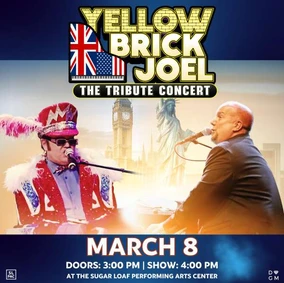 YELLOW
BRICK
JOEL
THE TRIBUTE CONCERT
MARCH 8
DOORS: 3:00 PM | SHOW: 4:00 PM
AT THE SUGAR LOAF PERFORMING ARTS CENTER
D♥
GM